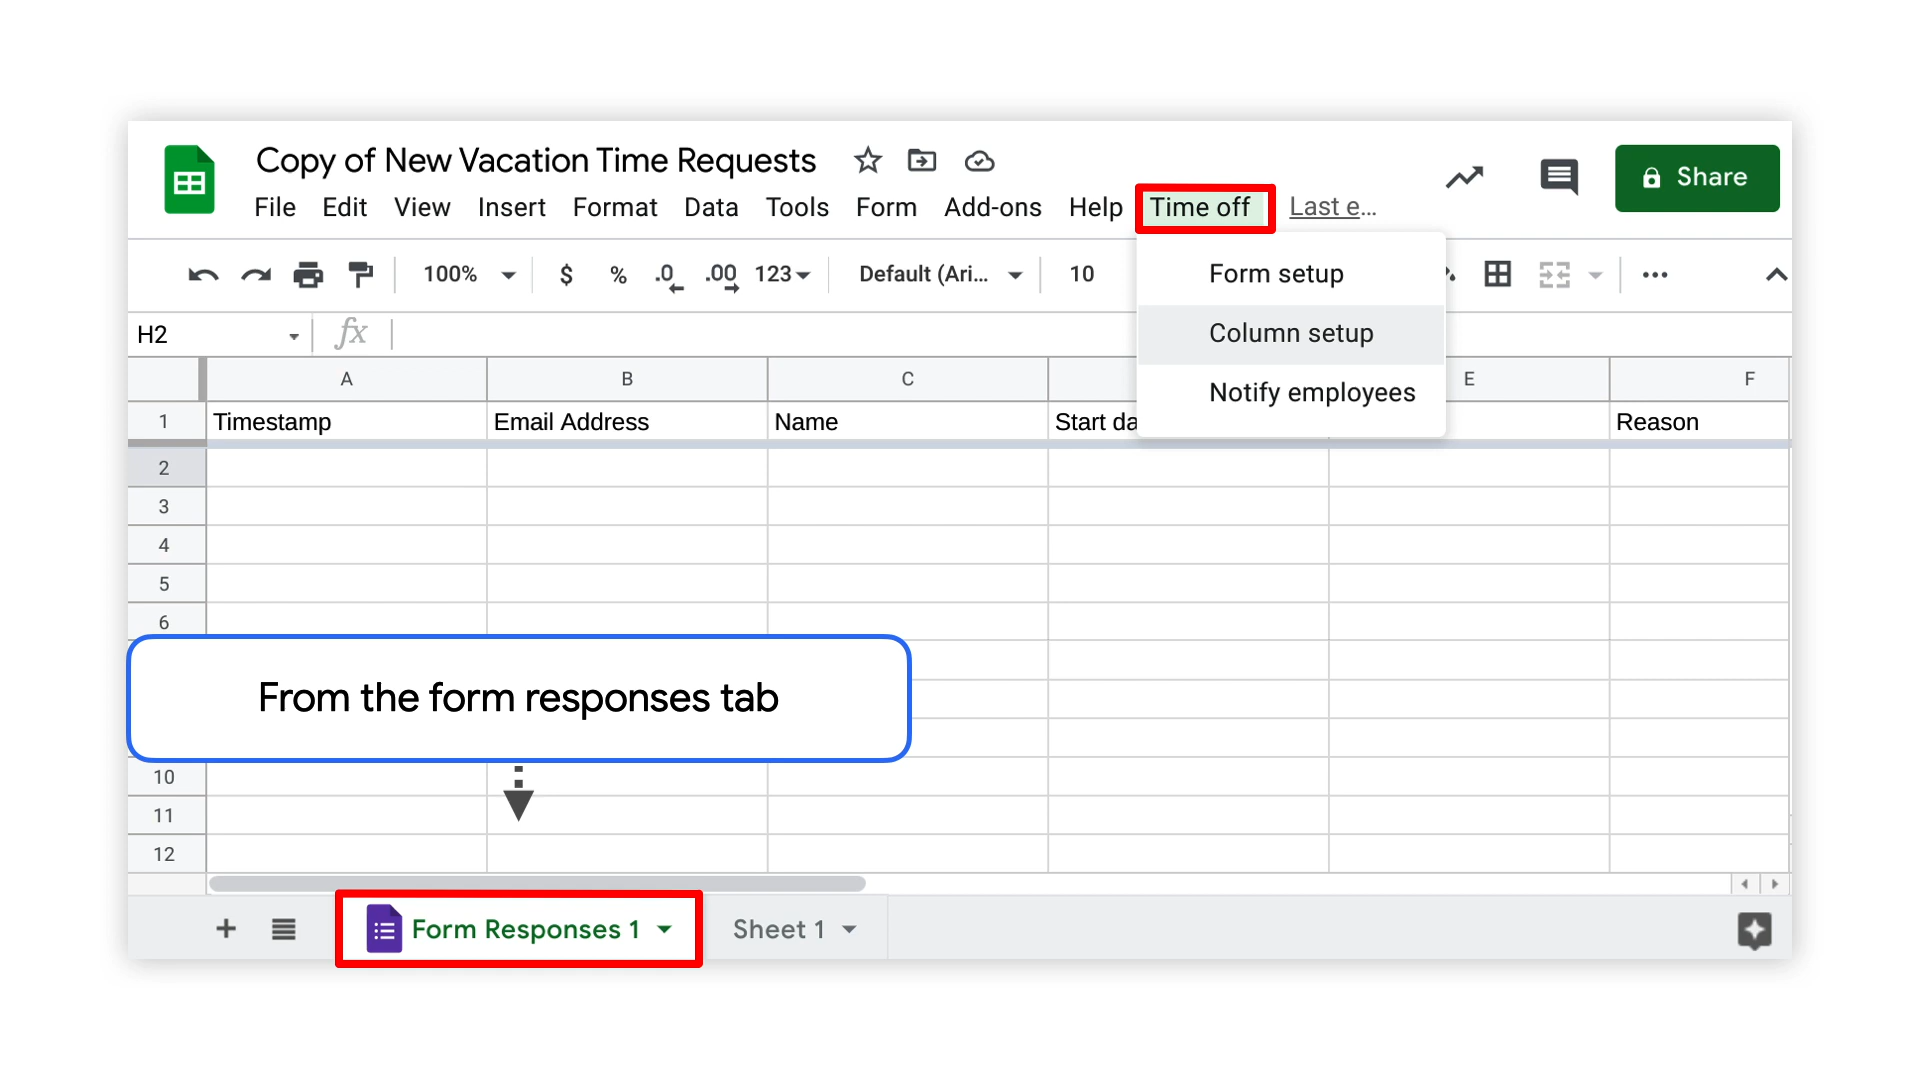 Copy of New Vacation Time Requests
File Edit View Insert Format Data Tools Form Add-ons Help Time off Last e...
Share
100% $ % .0 .00 123 Default (Ari... 10
Form setup
Column setup
Notify employees
H2 fx
A B C E F
1 Timestamp Email Address Name Start da Reason
2
3
4
5
6
From the form responses tab
10
11
12
+ Form Responses 1 Sheet 1